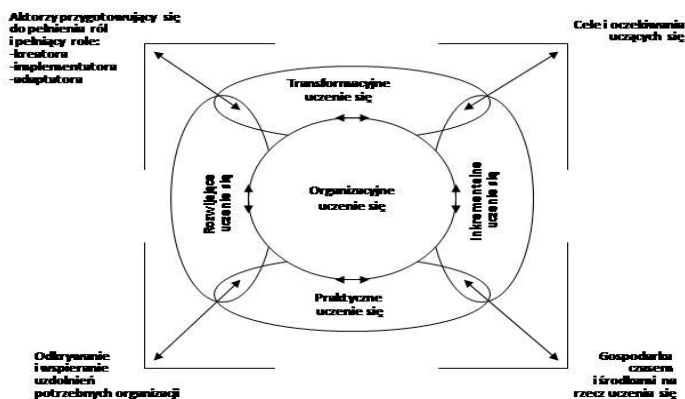 Aktorzy przygotowujący się
do pełnienia ról
i pełniący role:
-kreatora
-implementatora
-adaptatora
Cele i oczekiwania
uczących się
Transformacyjne
uczenie się
Rozwijające
uczenie się
Organizacyjne
uczenie się
Inkrementalne
uczenie się
Praktyczne
uczenie się
Odkrywanie
i wspieranie
uzdolnień
potrzebnych organizacji
Gospodarka
czasem
i środkami na
rzecz uczenia się